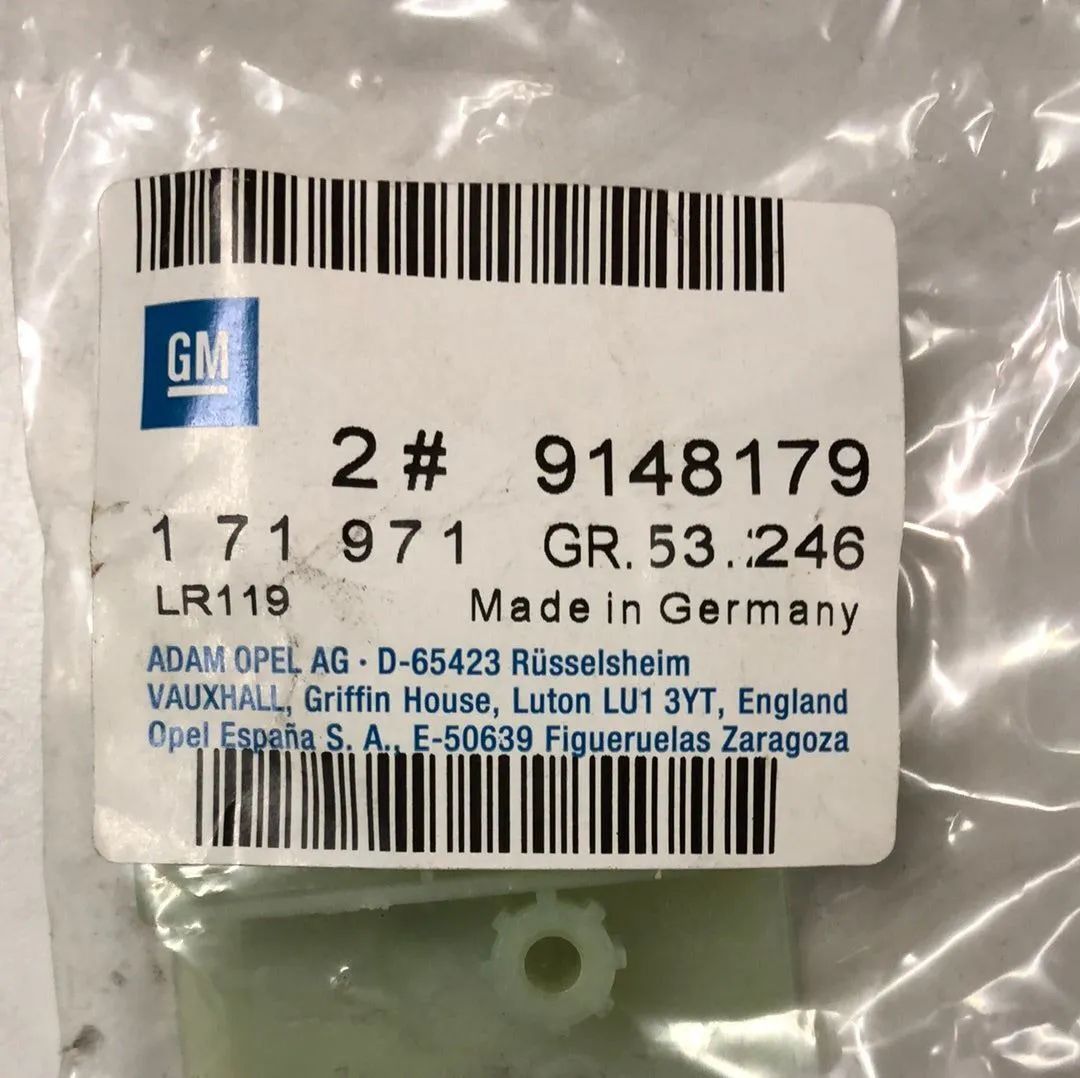 GM
2 # 9148179
1 71 971 GR. 53.:246
LR119 Made in Germany
ADAM OPEL AG · D-65423 Rüsselsheim
VAUXHALL, Griffin House, Luton LU1 3YT, England
Opel España S. A., E-50639 Figueruelas Zaragoza